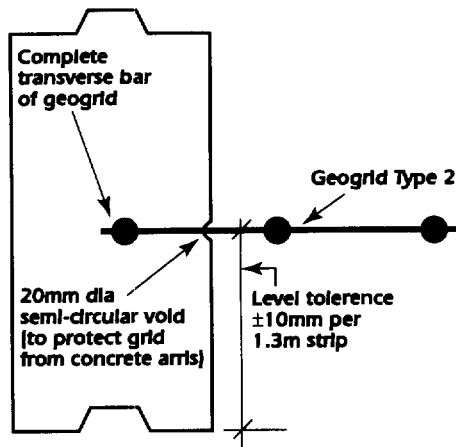 Complete
transverse bar
of geogrid
Geogrid Type 2
20mm dia
semi-circular void
(to protect grid
from concrete arris)
Level tolerence
±10mm per
1.3m strip